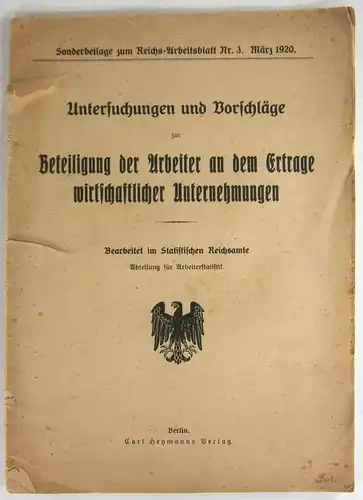 Sonderbeilage zum Reichs-Arbeitsblatt Nr. 3. März 1920.
Untersuchungen und Vorschläge
zur
Beteiligung der Arbeiter an dem Ertrage
wirtschaftlicher Unternehmungen
Bearbeitet im Statistischen Reichsamte
Abteilung für Arbeiterstatistik.
Berlin.
Carl Heymanns Verlag.